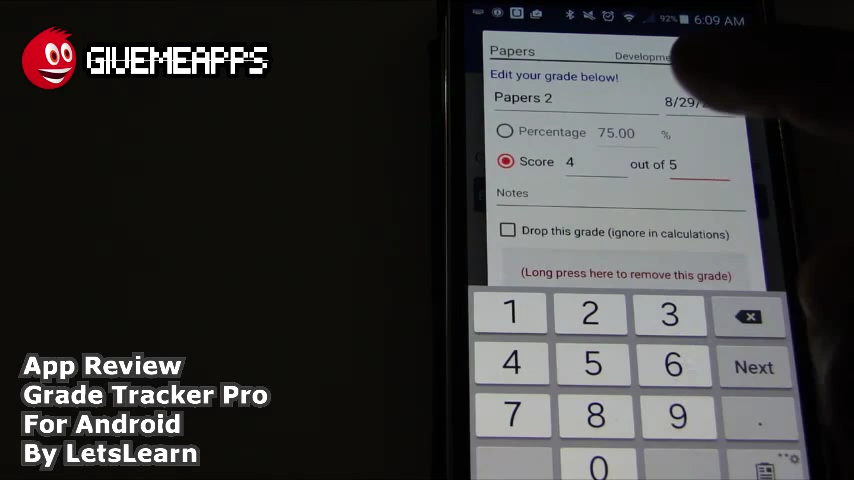 GIVEMEAPPS
92% 6:09 AM
Papers
Edit your grade below!
Papers 2
8/29/
Percentage 75.00 %
Score 4 out of 5
Notes
Drop this grade (ignore in calculations)
(Long press here to remove this grade)
1 2 3
4 5 6 Next
7 8 9 .
0
App Review
Grade Tracker Pro
For Android
By LetsLearn